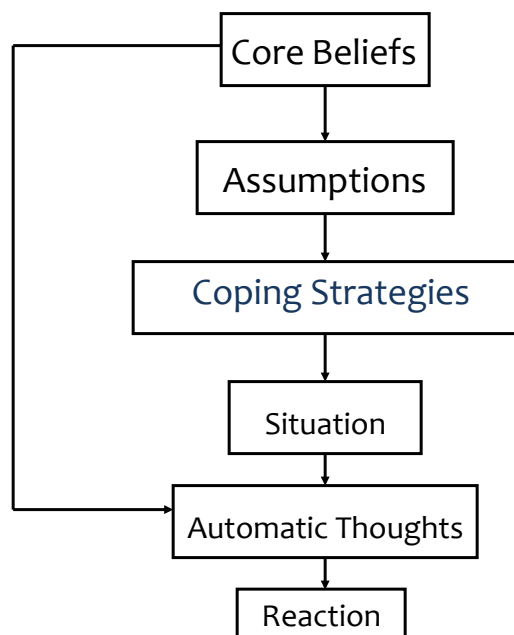 Core Beliefs
Assumptions
Coping Strategies
Situation
Automatic Thoughts
Reaction